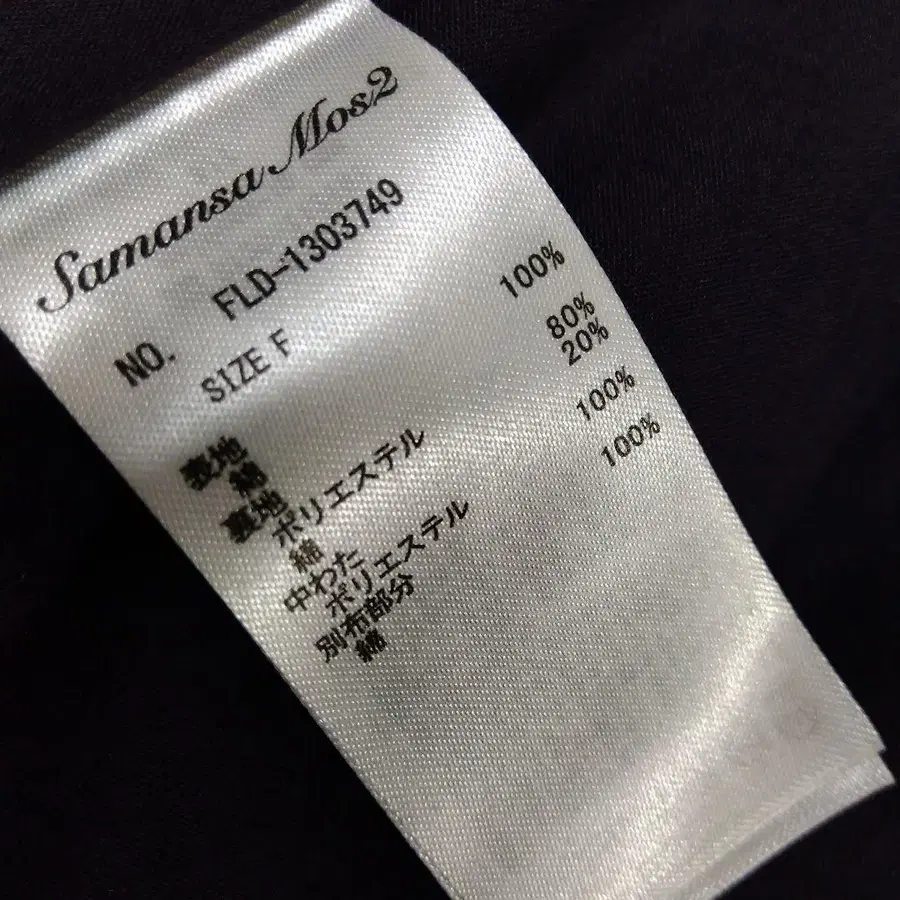 Samansa Mos2
NO. FLD-1303749
SIZE F
表地
綿 100%
裏地
ポリエステル 80%
綿 20%
中わた
ポリエステル 100%
別布部分
綿 100%